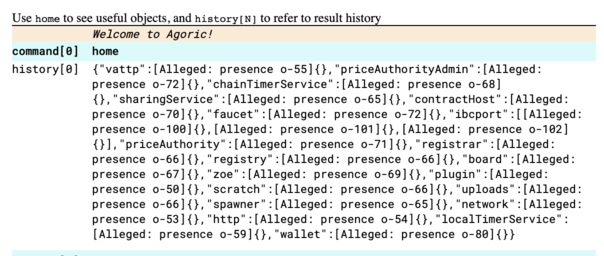 Use home to see useful objects, and history[N] to refer to result history
Welcome to Agoric!
command[0] home
history[0] {"vattp":[Alleged: presence o-55]{},"priceAuthorityAdmin":[Alleged:
presence o-72]{},"chainTimerService":[Alleged: presence o-68]
{},"sharingService":[Alleged: presence o-65]{},"contractHost":[Alleged:
presence o-70]{},"faucet":[Alleged: presence o-72]{},"ibcport":[[Alleged:
presence o-100]{},[Alleged: presence o-101]{},[Alleged: presence o-102]
{}],"priceAuthority":[Alleged: presence o-71]{},"registrar":[Alleged:
presence o-66]{},"registry":[Alleged: presence o-66]{},"board":[Alleged:
presence o-67]{},"zoe":[Alleged: presence o-69]{},"plugin":[Alleged:
presence o-50]{},"scratch":[Alleged: presence o-66]{},"uploads":[Alleged:
presence o-66]{},"spawner":[Alleged: presence o-65]{},"network":[Alleged:
presence o-53]{},"http":[Alleged: presence o-54]{},"localTimerService":
[Alleged: presence o-59]{},"wallet":[Alleged: presence o-80]{}}